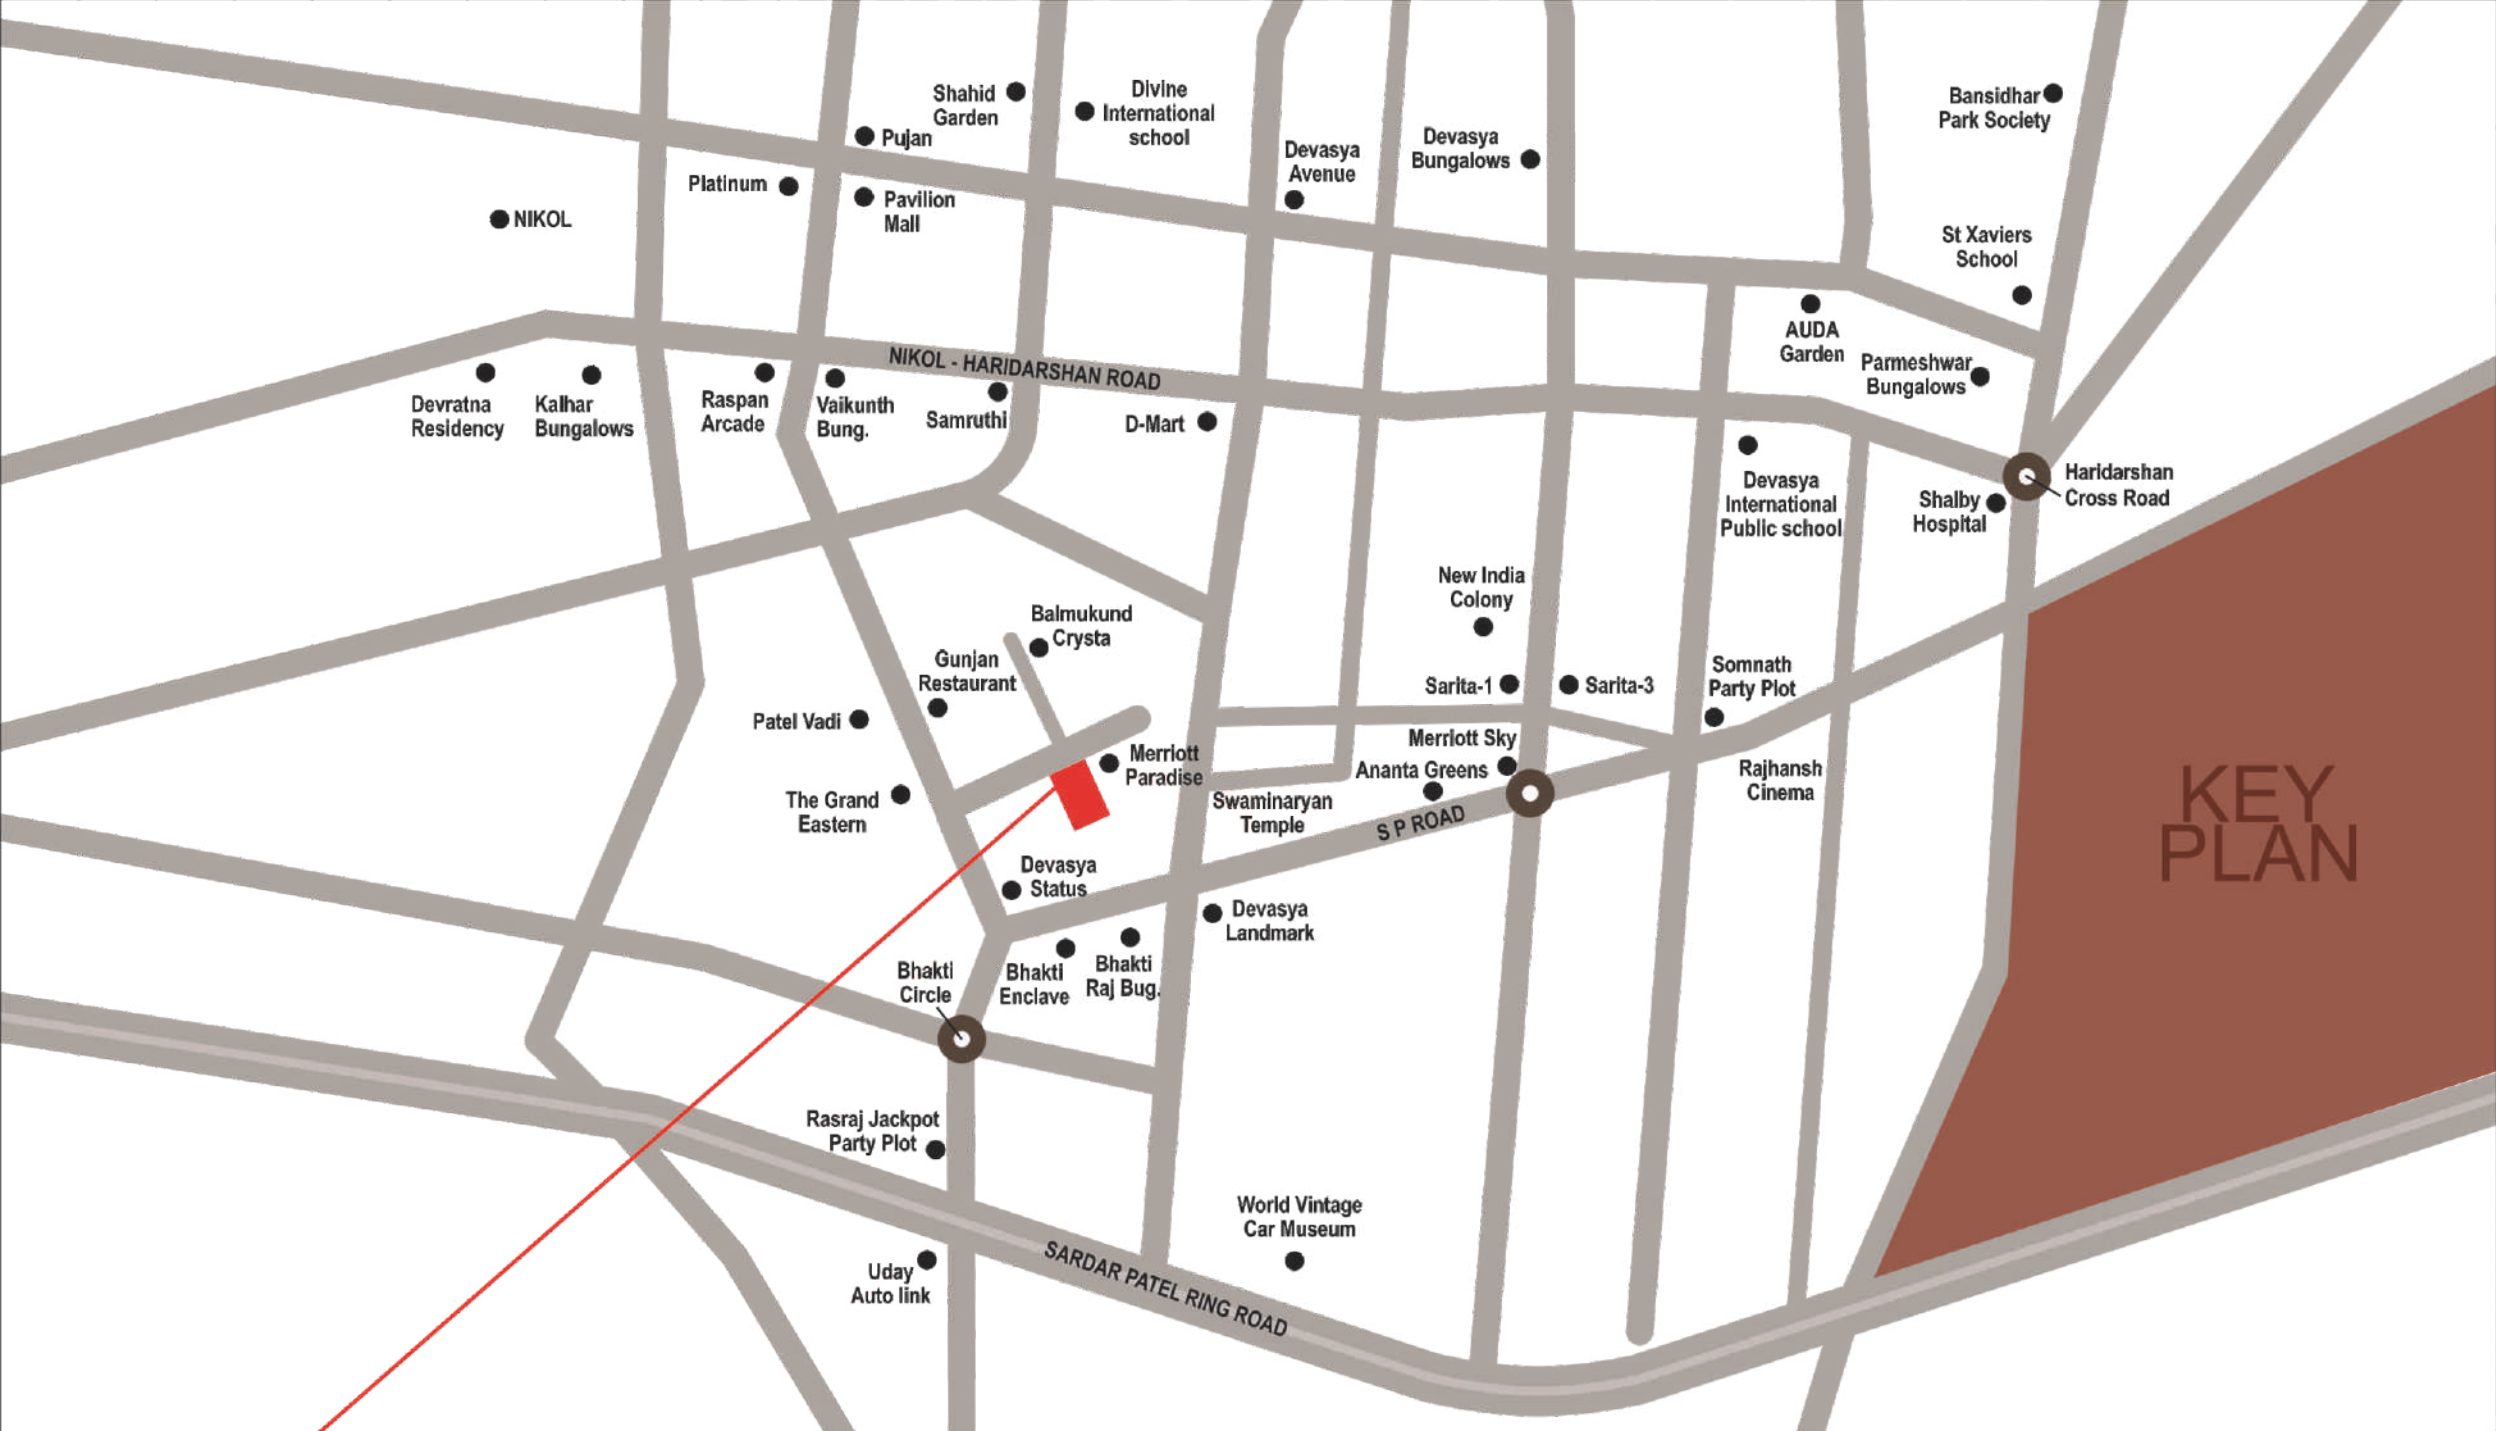 Shahid
Garden
Divine
International
school
Bansidhar
Park Society
Pujan
Devasya
Avenue
Devasya
Bungalows
Platinum
Pavilion
Mall
NIKOL
St Xaviers
School
AUDA
Garden
Parmeshwar
Bungalows
NIKOL - HARIDARSHAN ROAD
Devratna
Residency
Kalhar
Bungalows
Raspan
Arcade
Vaikunth
Bung.
Samruthi
D-Mart
Devasya
International
Public school
Shalby
Hospital
Haridarshan
Cross Road
New India
Colony
Balmukund
Crysta
Gunjan
Restaurant
Sarita-1
Sarita-3
Somnath
Party Plot
Patel Vadi
Merriott
Paradise
Merriott Sky
Ananta Greens
Rajhansh
Cinema
The Grand
Eastern
Swaminaryan
Temple
S P ROAD
KEY
PLAN
Devasya
Status
Devasya
Landmark
Bhakti
Circle
Bhakti
Enclave
Bhakti
Raj Bug.
Rasraj Jackpot
Party Plot
World Vintage
Car Museum
Uday
Auto link
SARDAR PATEL RING ROAD